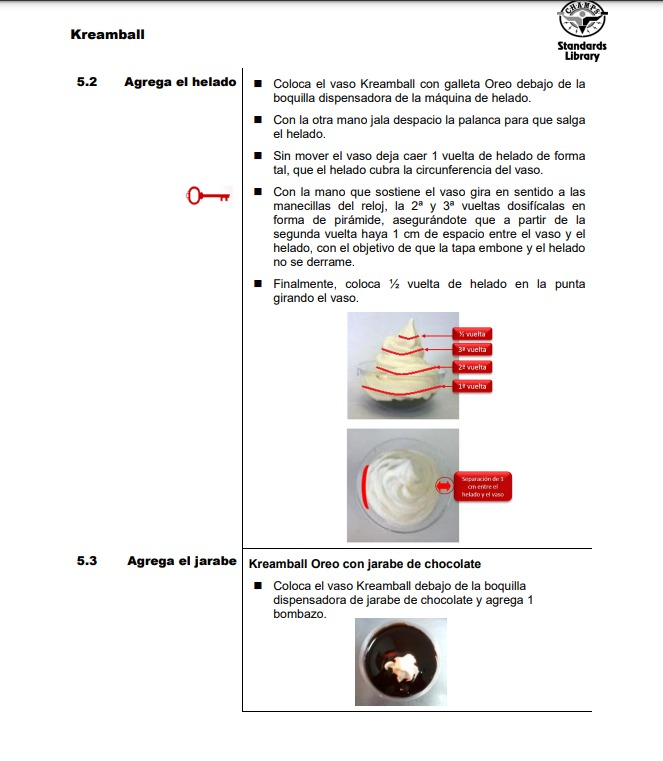 CHAMPS
Standards
Library
Kreamball
5.2 Agrega el helado
■ Coloca el vaso Kreamball con galleta Oreo debajo de la
boquilla dispensadora de la máquina de helado.
■ Con la otra mano jala despacio la palanca para que salga
el helado.
■ Sin mover el vaso deja caer 1 vuelta de helado de forma
tal, que el helado cubra la circunferencia del vaso.
■ Con la mano que sostiene el vaso gira en sentido a las
manecillas del reloj, la 2ª y 3ª vueltas dosifícalas en
forma de pirámide, asegurándote que a partir de la
segunda vuelta haya 1 cm de espacio entre el vaso y el
helado, con el objetivo de que la tapa embone y el helado
no se derrame.
■ Finalmente, coloca ½ vuelta de helado en la punta
girando el vaso.
½ vuelta
3ª vuelta
2ª vuelta
1ª vuelta
Separación de 1
cm entre el
helado y el vaso
5.3 Agrega el jarabe
Kreamball Oreo con jarabe de chocolate
■ Coloca el vaso Kreamball debajo de la boquilla
dispensadora de jarabe de chocolate y agrega 1
bombazo.